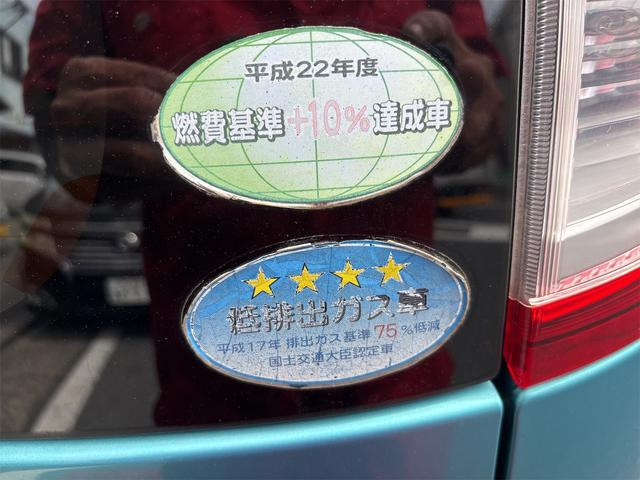 平成22年度
燃費基準+10%達成車
低排出ガス車
平成17年 排出ガス基準 75%低減
国土交通大臣認定車